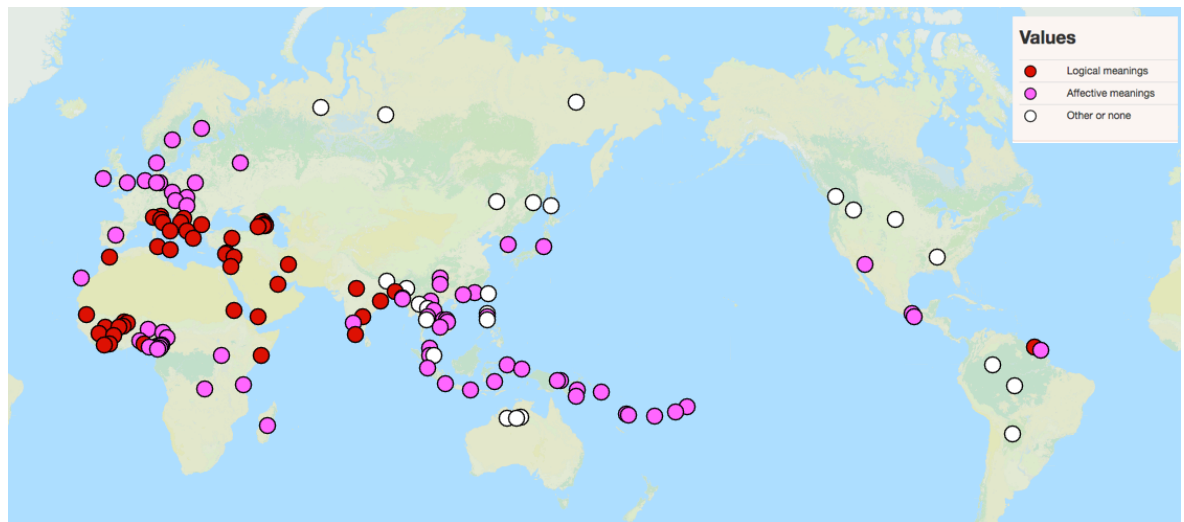 Values
Logical meanings
Affective meanings
Other or none